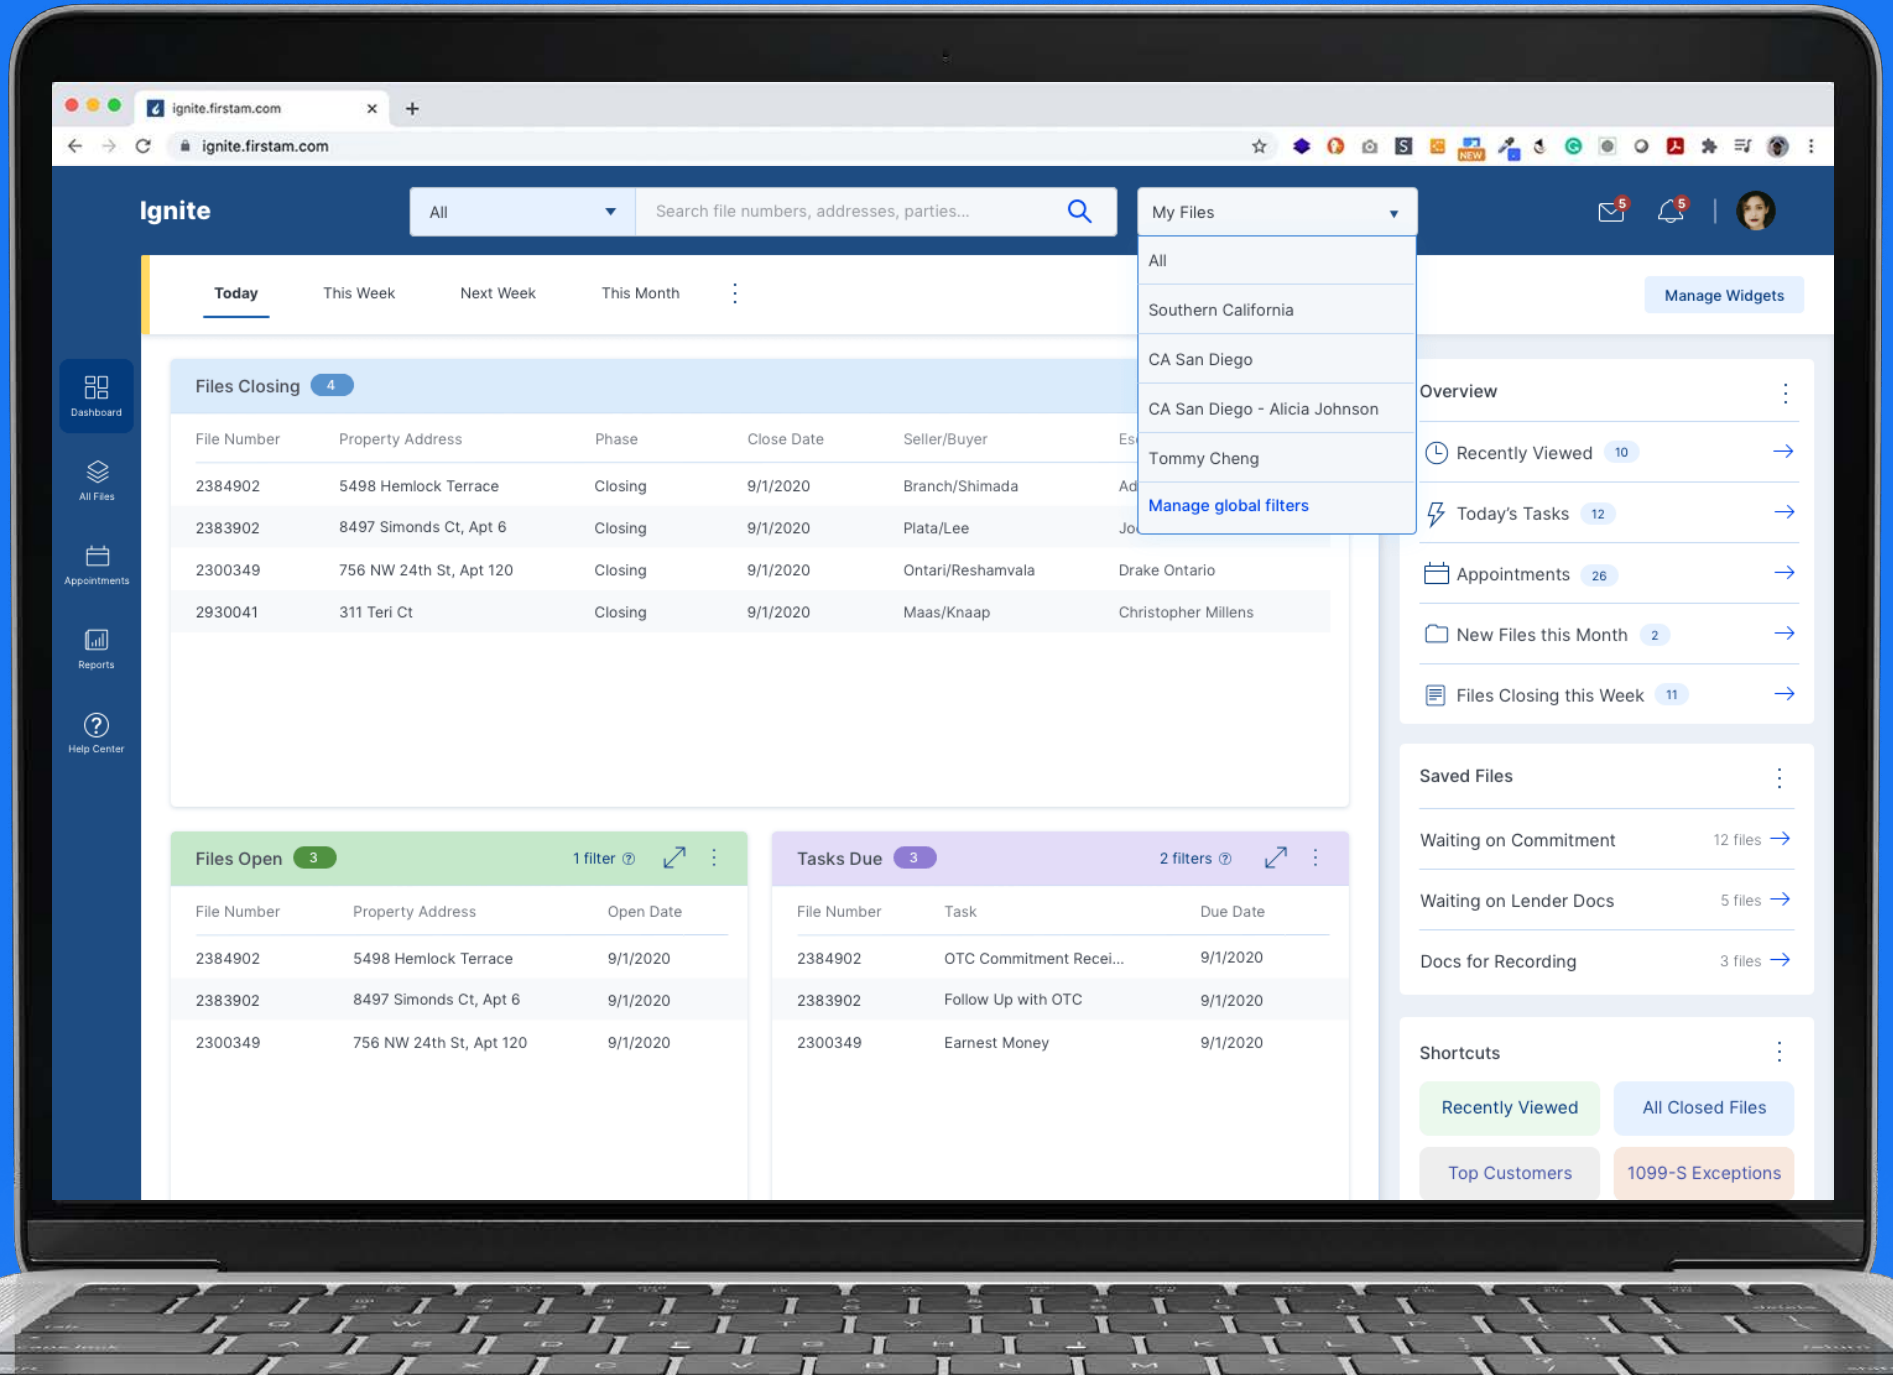 ignite.firstam.com
ignite.firstam.com
NEW
Ignite
All
Search file numbers, addresses, parties...
My Files
5
5
All
Southern California
CA San Diego
CA San Diego - Alicia Johnson
Tommy Cheng
Manage global filters
Today This Week Next Week This Month
Manage Widgets
Dashboard
All Files
Appointments
Reports
Help Center
Files Closing 4
File Number Property Address Phase Close Date Seller/Buyer
2384902 5498 Hemlock Terrace Closing 9/1/2020 Branch/Shimada
2383902 8497 Simonds Ct, Apt 6 Closing 9/1/2020 Plata/Lee
2300349 756 NW 24th St, Apt 120 Closing 9/1/2020 Ontari/Reshamvala Drake Ontario
2930041 311 Teri Ct Closing 9/1/2020 Maas/Knaap Christopher Millens
Files Open 3 1 filter
File Number Property Address Open Date
2384902 5498 Hemlock Terrace 9/1/2020
2383902 8497 Simonds Ct, Apt 6 9/1/2020
2300349 756 NW 24th St, Apt 120 9/1/2020
Tasks Due 3 2 filters
File Number Task Due Date
2384902 OTC Commitment Recei... 9/1/2020
2383902 Follow Up with OTC 9/1/2020
2300349 Earnest Money 9/1/2020
Overview
Recently Viewed 10
Today's Tasks 12
Appointments 26
New Files this Month 2
Files Closing this Week 11
Saved Files
Waiting on Commitment 12 files
Waiting on Lender Docs 5 files
Docs for Recording 3 files
Shortcuts
Recently Viewed All Closed Files
Top Customers 1099-S Exceptions